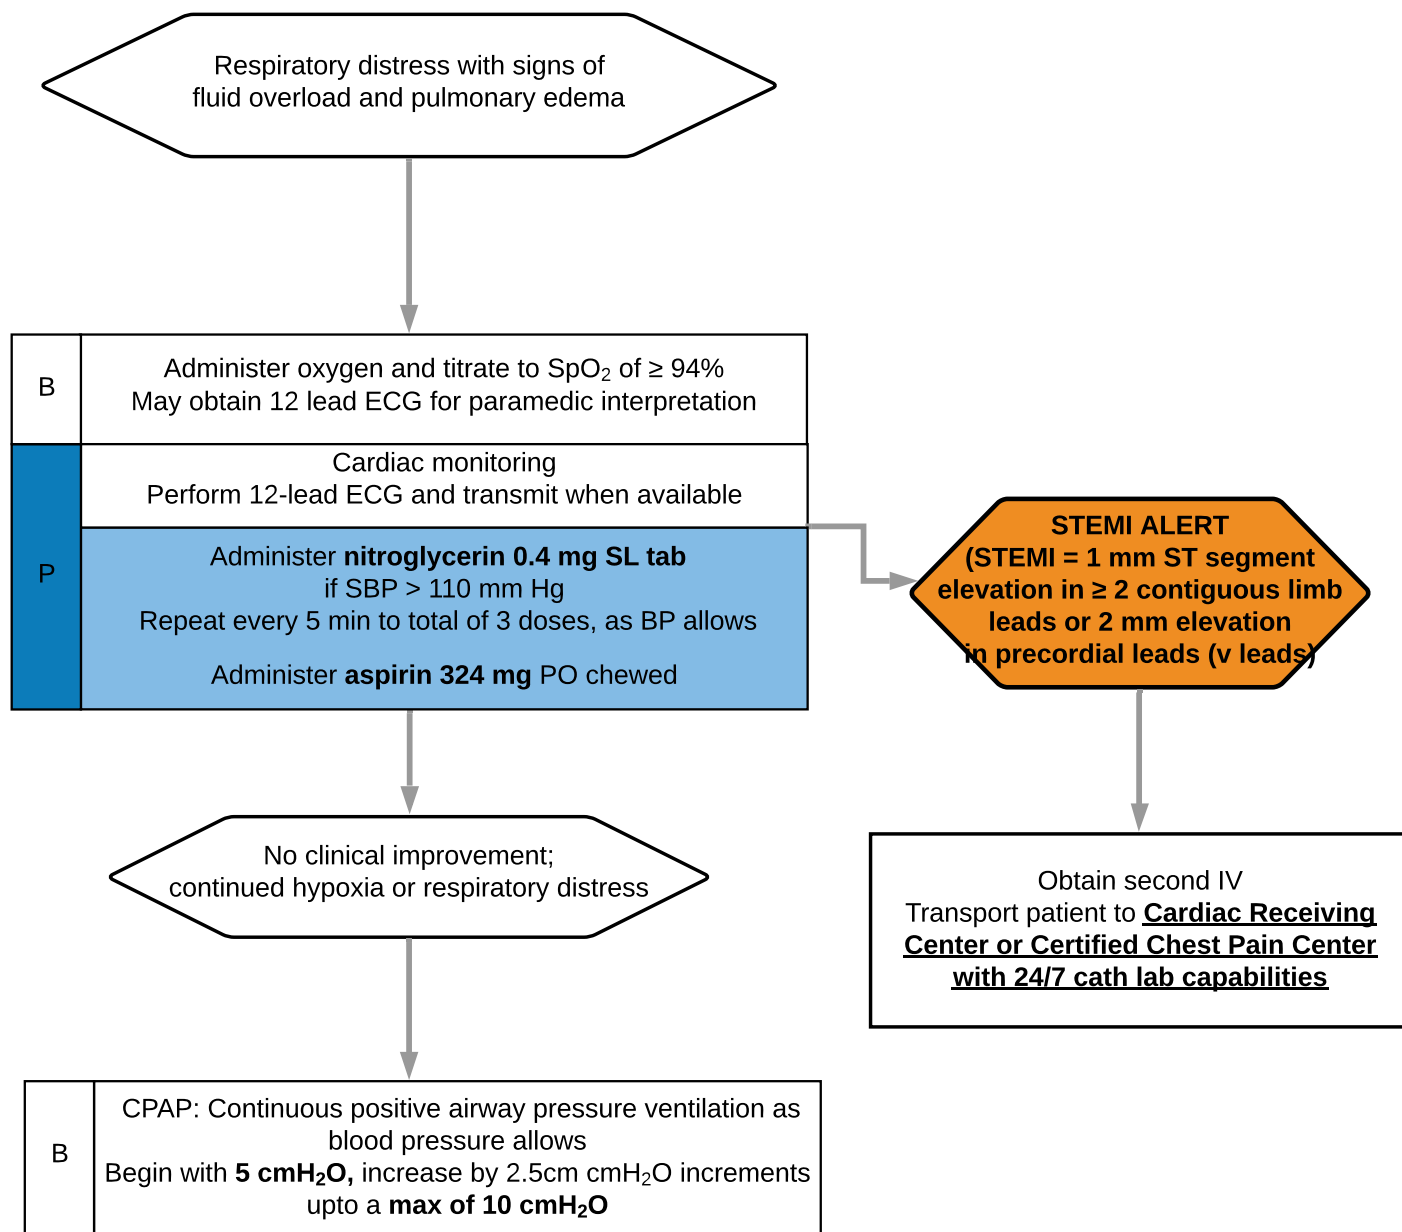 Respiratory distress with signs of
fluid overload and pulmonary edema
B
Administer oxygen and titrate to SpO₂ of ≥ 94%
May obtain 12 lead ECG for paramedic interpretation
P
Cardiac monitoring
Perform 12-lead ECG and transmit when available
Administer nitroglycerin 0.4 mg SL tab
if SBP > 110 mm Hg
Repeat every 5 min to total of 3 doses, as BP allows
Administer aspirin 324 mg PO chewed
STEMI ALERT
(STEMI = 1 mm ST segment
elevation in ≥ 2 contiguous limb
leads or 2 mm elevation
in precordial leads (v leads)
No clinical improvement;
continued hypoxia or respiratory distress
Obtain second IV
Transport patient to Cardiac Receiving
Center or Certified Chest Pain Center
with 24/7 cath lab capabilities
B
CPAP: Continuous positive airway pressure ventilation as
blood pressure allows
Begin with 5 cmH₂O, increase by 2.5cm cmH₂O increments
upto a max of 10 cmH₂O